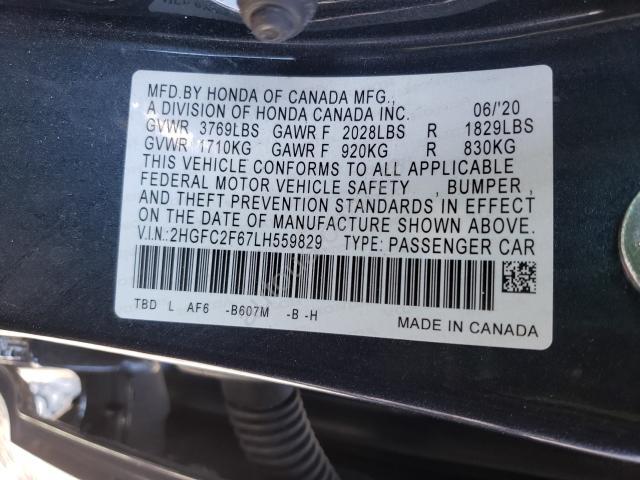 MFD.BY HONDA OF CANADA MFG.,
A DIVISION OF HONDA CANADA INC. 06/'20
GVWR 3769LBS GAWR F 2028LBS R 1829LBS
GVWR 1710KG GAWR F 920KG R 830KG
THIS VEHICLE CONFORMS TO ALL APPLICABLE
FEDERAL MOTOR VEHICLE SAFETY , BUMPER ,
AND THEFT PREVENTION STANDARDS IN EFFECT
ON THE DATE OF MANUFACTURE SHOWN ABOVE.
V.I.N.:2HGFC2F67LH559829 TYPE: PASSENGER CAR
TBD L AF6 -B607M -B -H
MADE IN CANADA